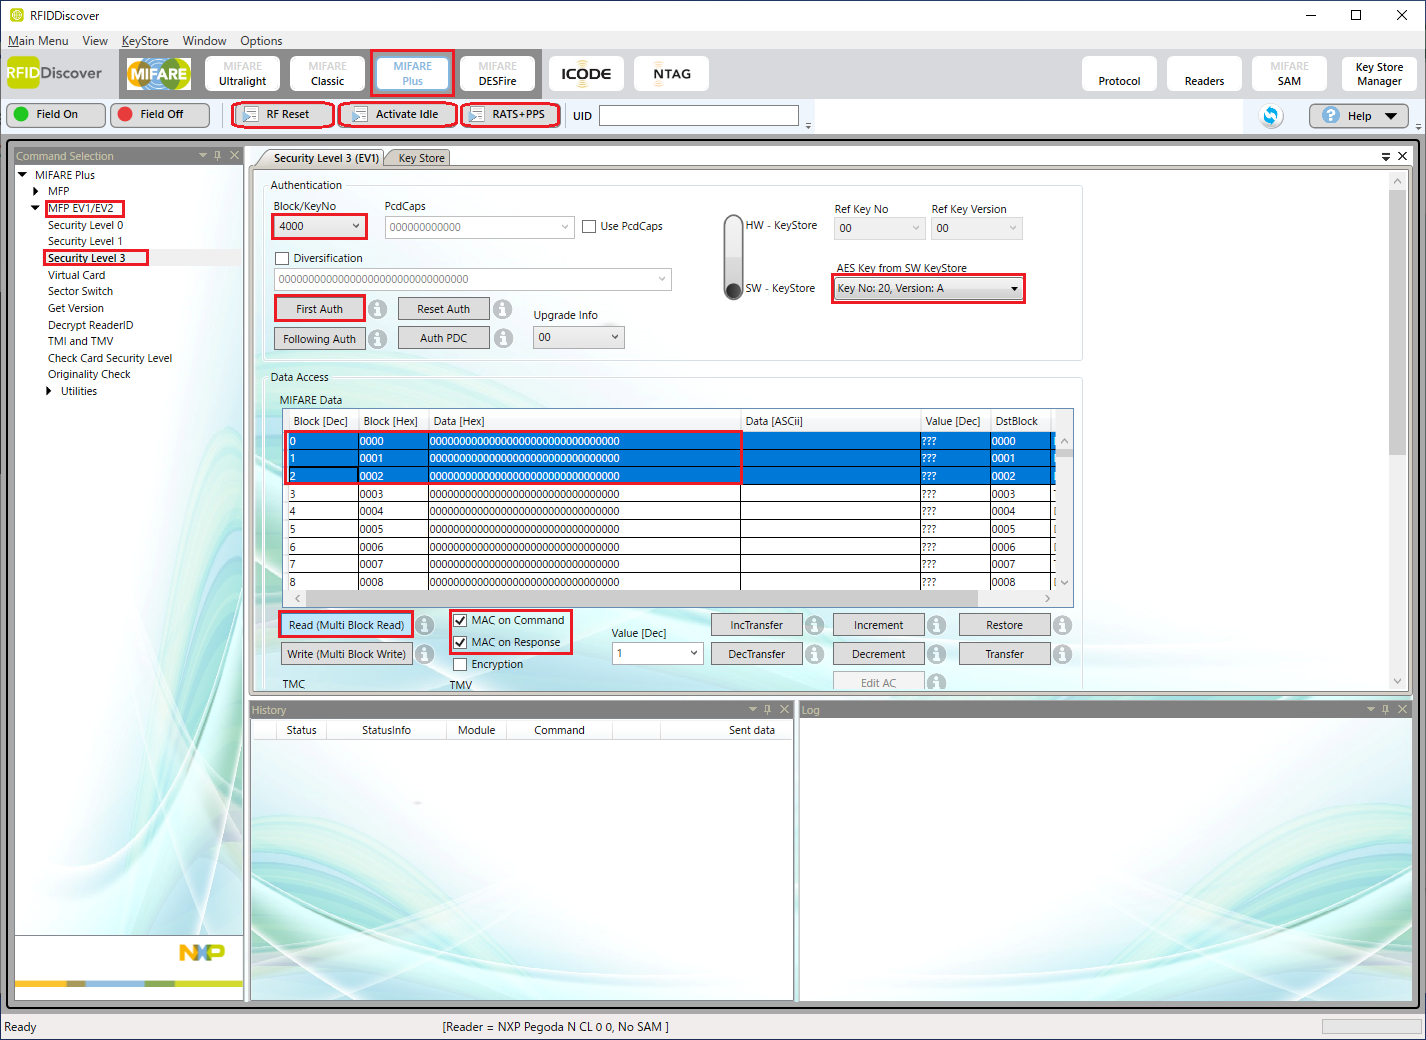 RFIDDiscover
Main Menu View KeyStore Window Options
RFIDDiscover MIFARE MIFARE Ultralight MIFARE Classic MIFARE Plus MIFARE DESFire ICODE NTAG Protocol Readers MIFARE SAM Key Store Manager
Field On Field Off RF Reset Activate Idle RATS+PPS UID Help
Command Selection
MIFARE Plus
MFP
MFP EV1/EV2
Security Level 0
Security Level 1
Security Level 3
Virtual Card
Sector Switch
Get Version
Decrypt ReaderID
TMI and TMV
Check Card Security Level
Originality Check
Utilities
NXP
Security Level 3 (EV1) Key Store
Authentication
Block/KeyNo PcdCaps Ref Key No Ref Key Version
4000 000000000000 Use PcdCaps HW - KeyStore 00 00
Diversification
AES Key from SW KeyStore
00000000000000000000000000000000 SW - KeyStore Key No: 20, Version: A
First Auth Reset Auth Upgrade Info
Following Auth Auth PDC 00
Data Access
MIFARE Data
Block [Dec] Block [Hex] Data [Hex] Data [ASCii] Value [Dec] DstBlock
0 0000 00000000000000000000000000000000 ??? 0000
1 0001 00000000000000000000000000000000 ??? 0001
2 0002 00000000000000000000000000000000 ??? 0002
3 0003 00000000000000000000000000000000 ??? 0003
4 0004 00000000000000000000000000000000 ??? 0004
5 0005 00000000000000000000000000000000 ??? 0005
6 0006 00000000000000000000000000000000 ??? 0006
7 0007 00000000000000000000000000000000 ??? 0007
8 0008 00000000000000000000000000000000 ??? 0008
Read (Multi Block Read) MAC on Command IncTransfer Increment Restore
MAC on Response Value [Dec]
Write (Multi Block Write) 1 DecTransfer Decrement Transfer
Encryption
TMC TMV Edit AC
History
Status StatusInfo Module Command Sent data
Log
Ready [Reader = NXP Pegoda N CL 0 0, No SAM ]